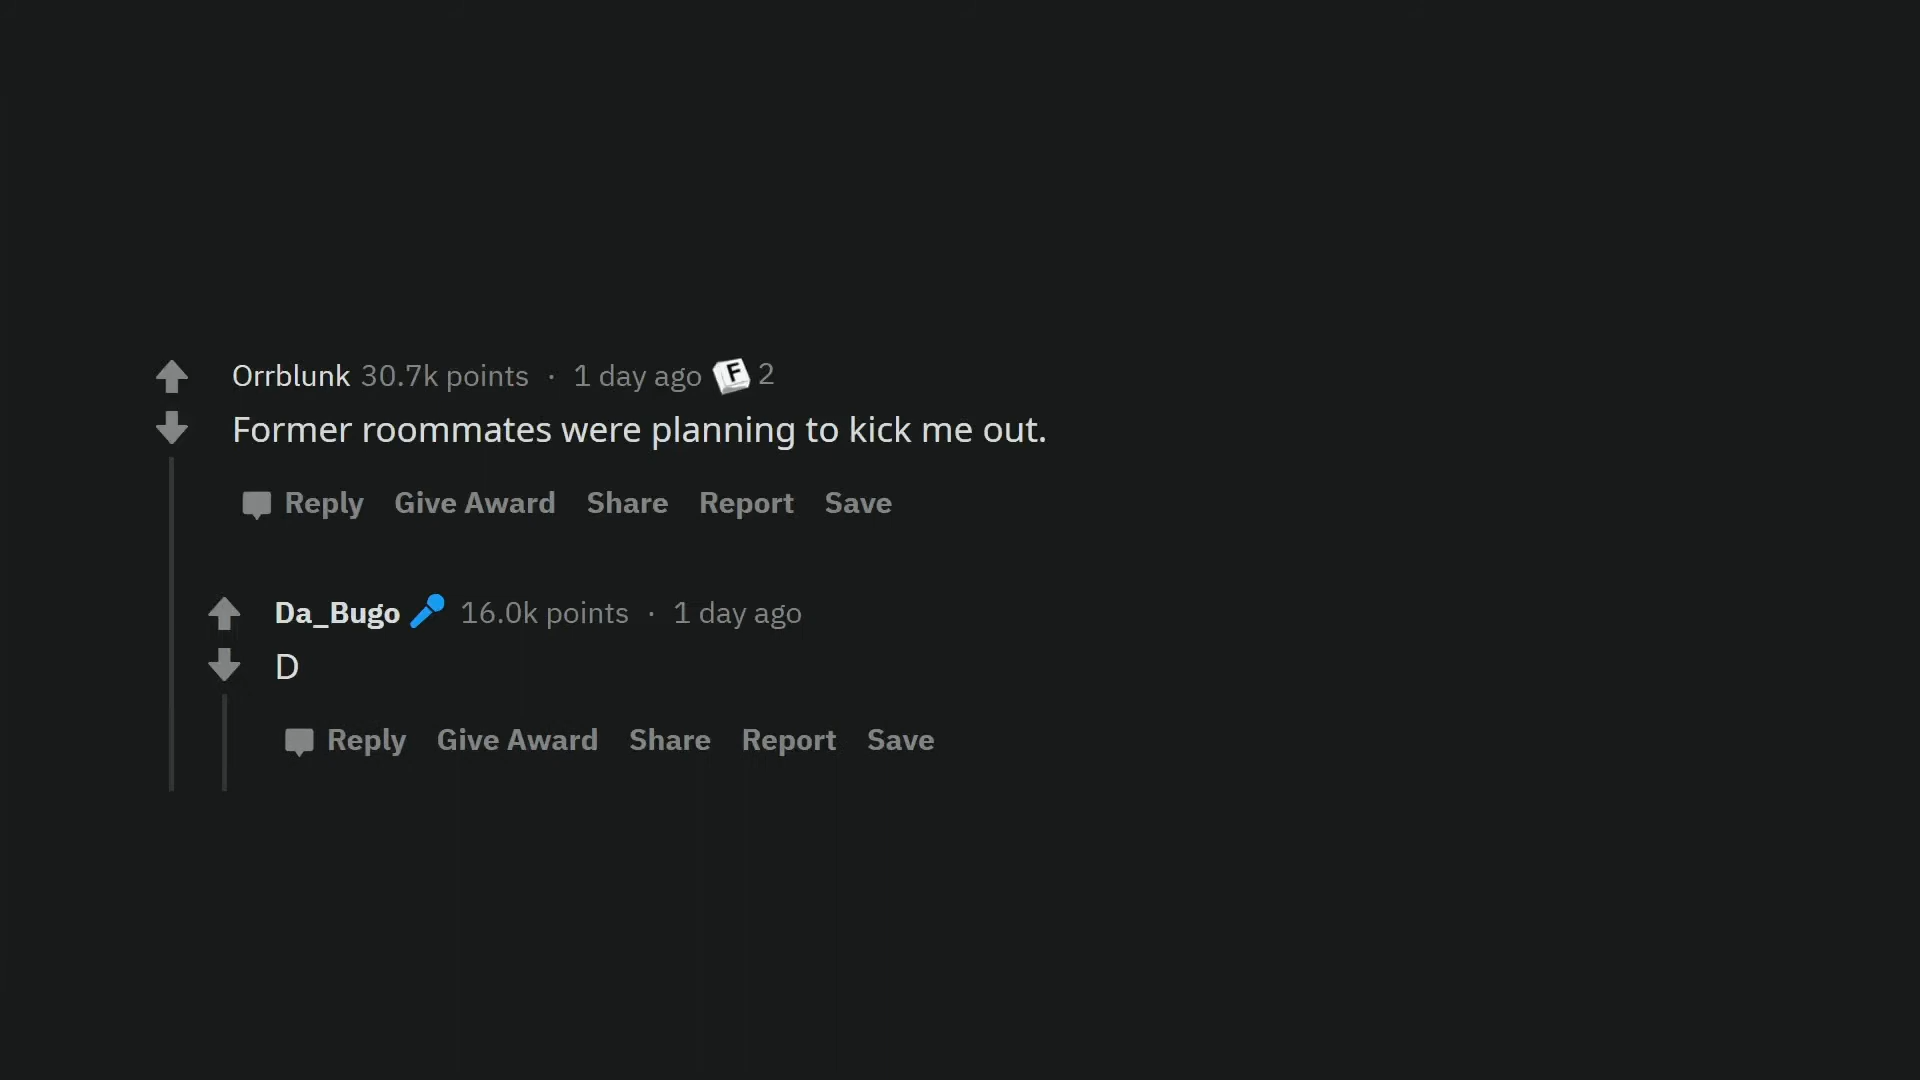 Orrblunk 30.7k points · 1 day ago F 2
Former roommates were planning to kick me out.
Reply Give Award Share Report Save
Da_Bugo 16.0k points · 1 day ago
D
Reply Give Award Share Report Save